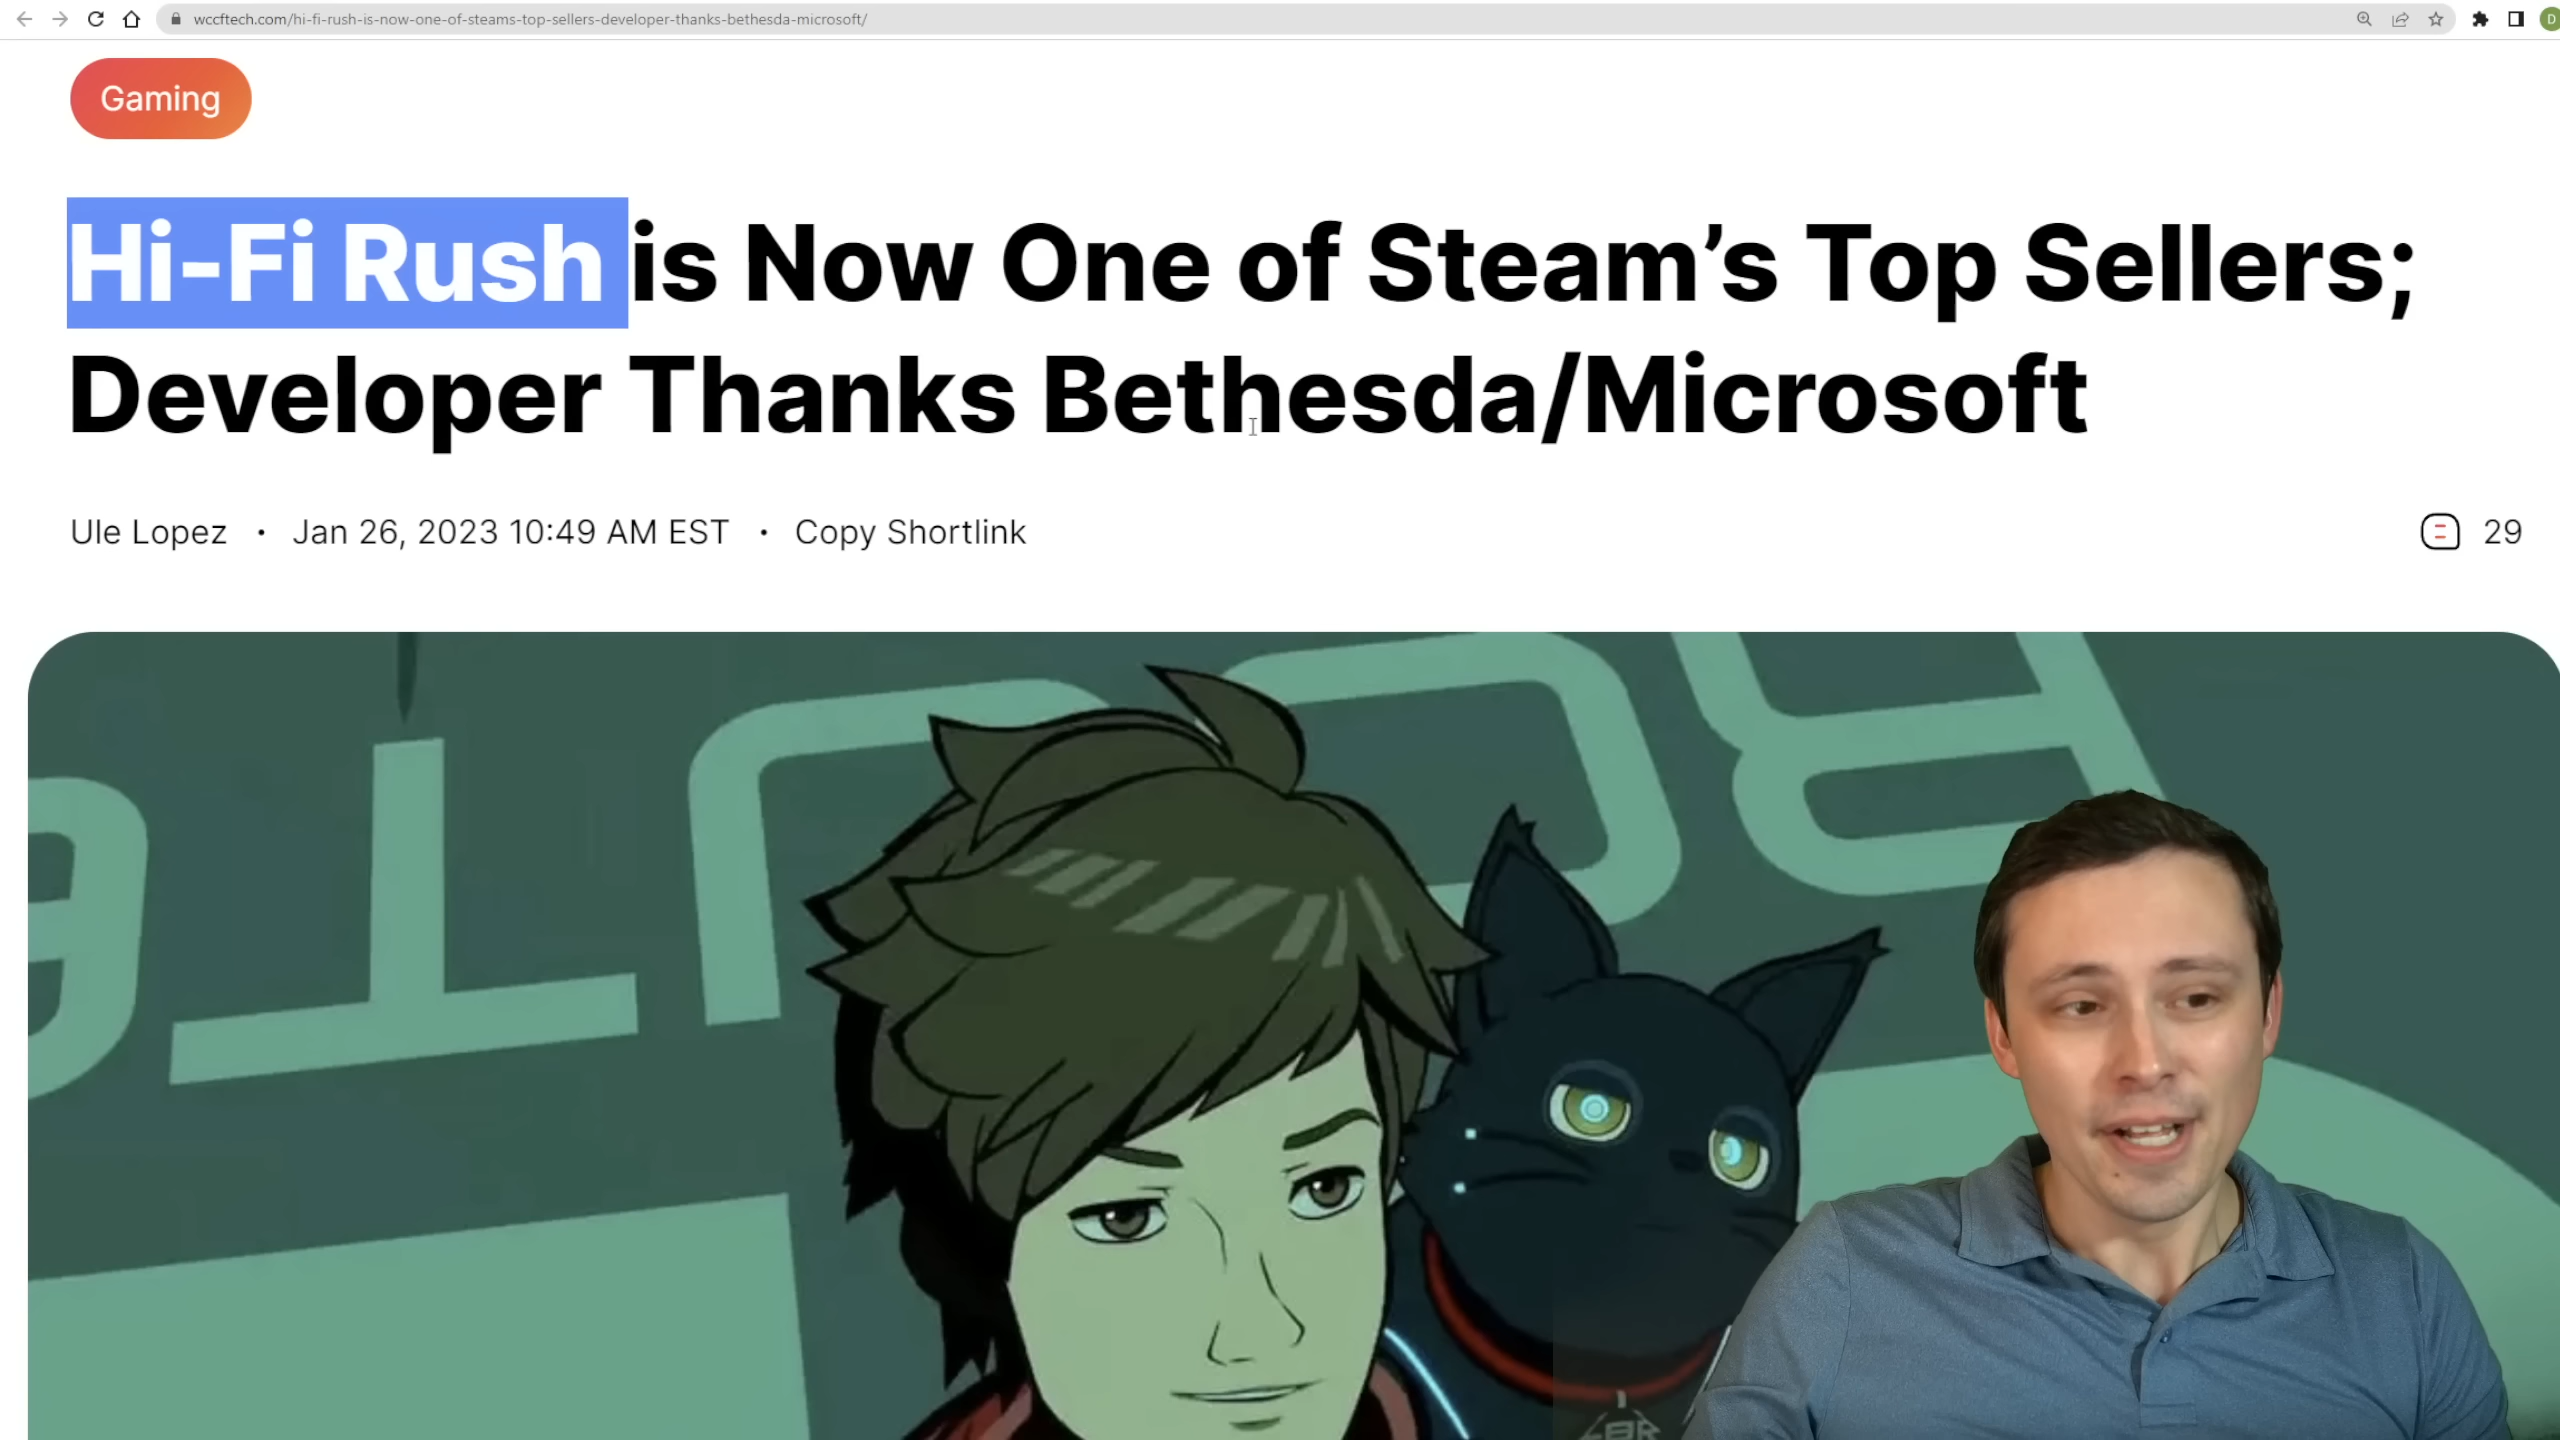 wccftech.com/hi-fi-rush-is-now-one-of-steams-top-sellers-developer-thanks-bethesda-microsoft/
D
Gaming
Hi-Fi Rush is Now One of Steam’s Top Sellers;
Developer Thanks Bethesda/Microsoft
Ule Lopez • Jan 26, 2023 10:49 AM EST • Copy Shortlink
29